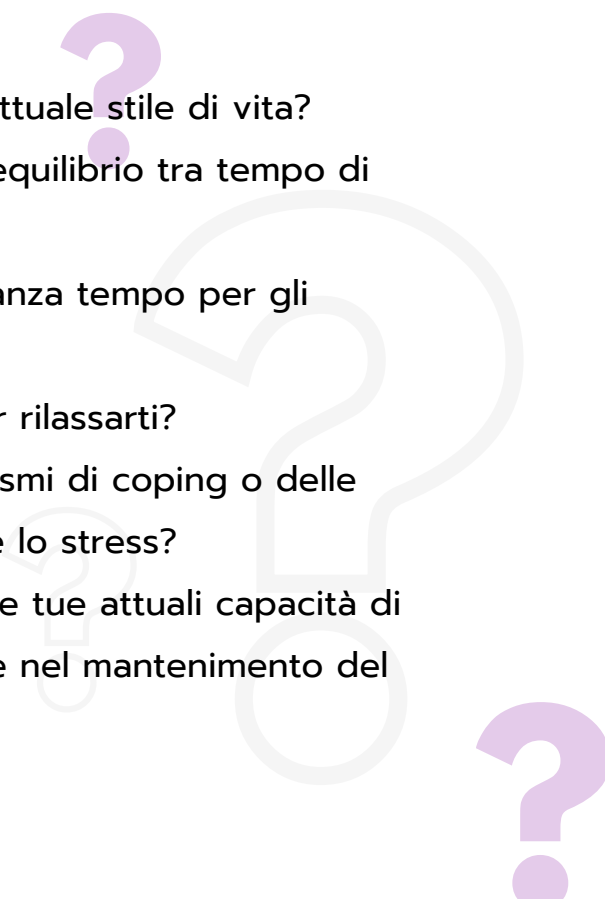 ttuale stile di vita?
equilibrio tra tempo di
anza tempo per gli
r rilassarti?
smi di coping o delle
e lo stress?
e tue attuali capacità di
e nel mantenimento del